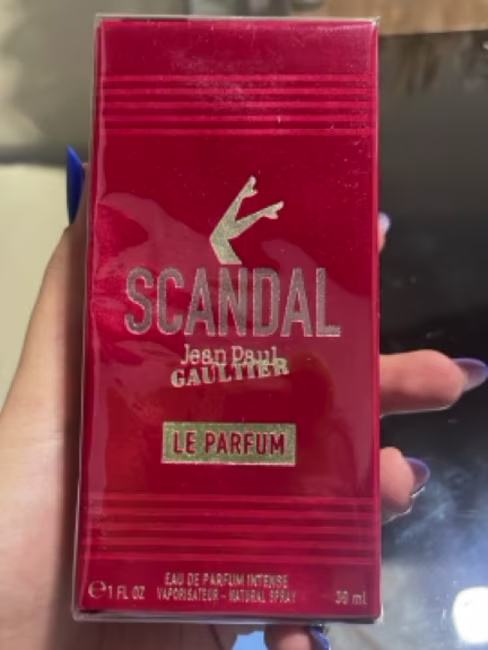 SCANDAL
Jean Paul
GAULTIER
LE PARFUM
EAU DE PARFUM INTENSE
℮1 FL OZ VAPORISATEUR - NATURAL SPRAY 30 ml